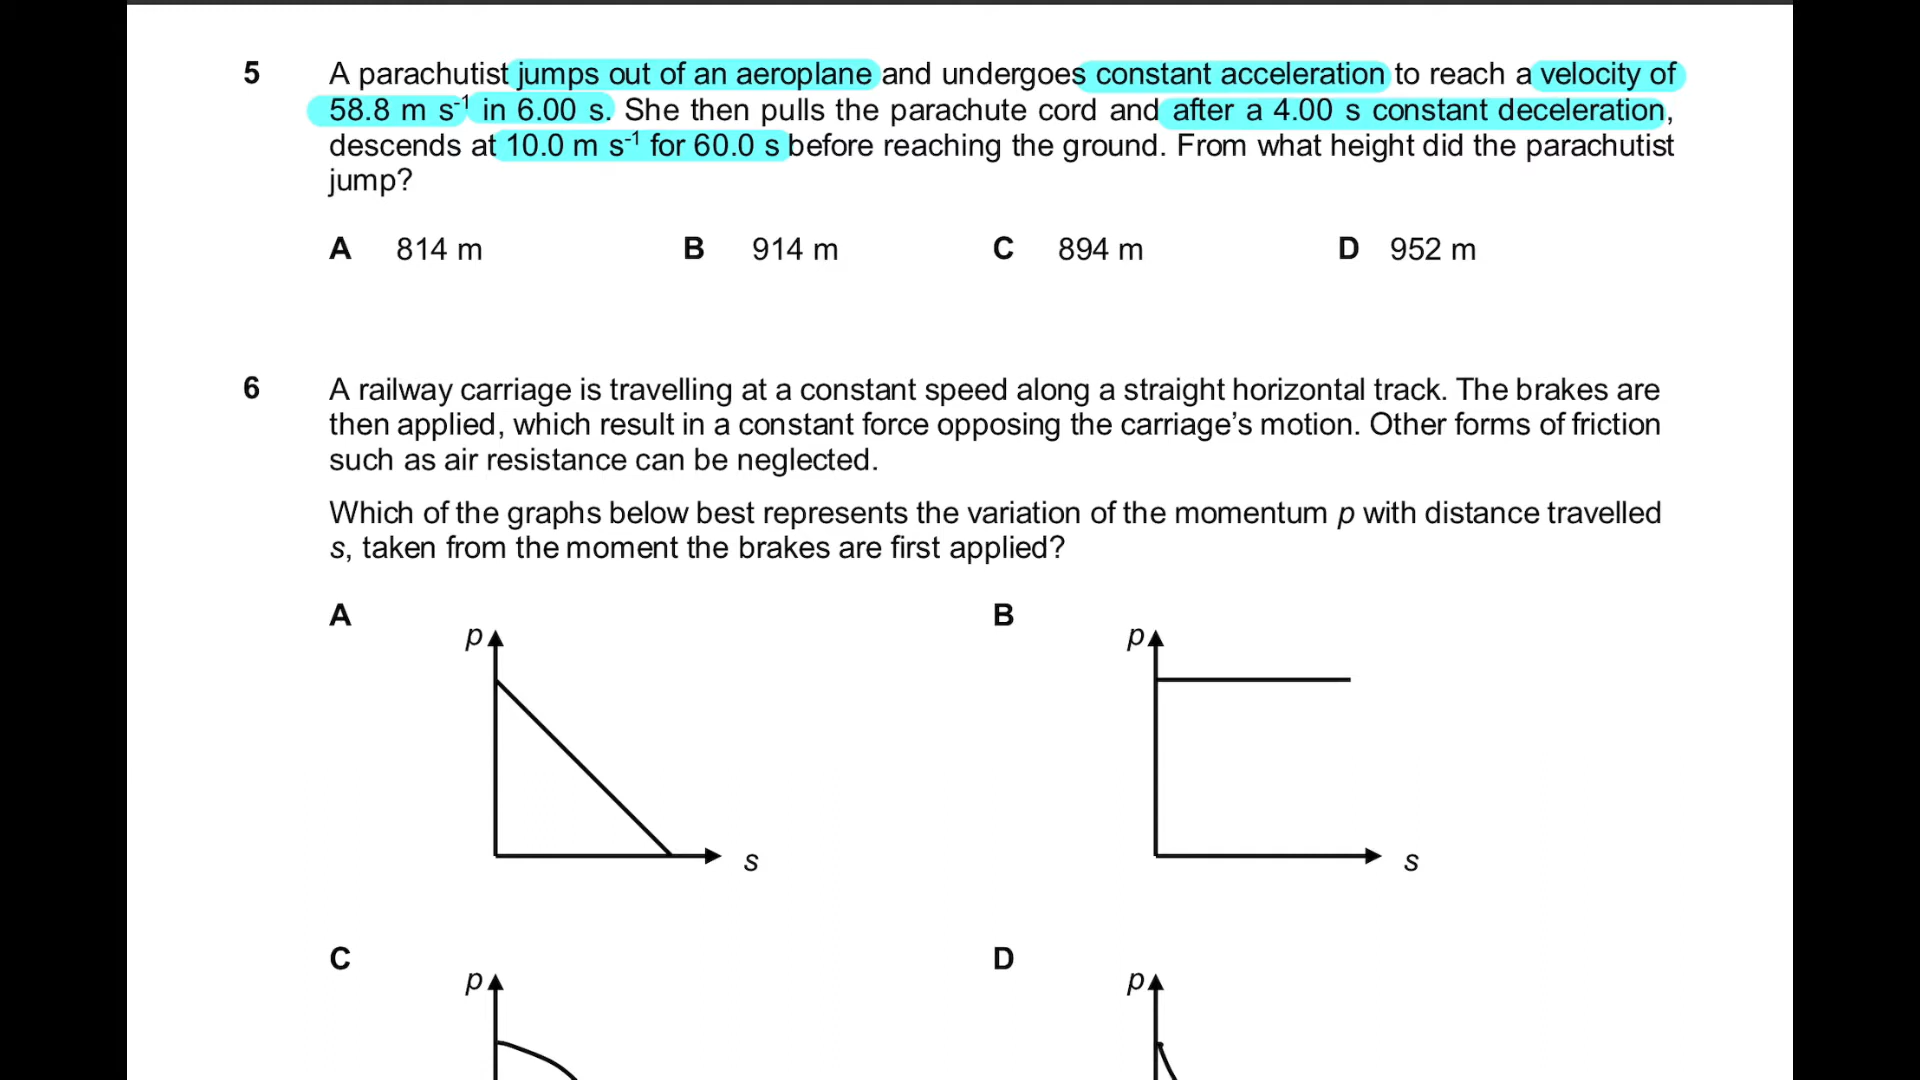 5 A parachutist jumps out of an aeroplane and undergoes constant acceleration to reach a velocity of
58.8 m s⁻¹ in 6.00 s. She then pulls the parachute cord and after a 4.00 s constant deceleration,
descends at 10.0 m s⁻¹ for 60.0 s before reaching the ground. From what height did the parachutist
jump?
A 814 m B 914 m C 894 m D 952 m
6 A railway carriage is travelling at a constant speed along a straight horizontal track. The brakes are
then applied, which result in a constant force opposing the carriage’s motion. Other forms of friction
such as air resistance can be neglected.
Which of the graphs below best represents the variation of the momentum p with distance travelled
s, taken from the moment the brakes are first applied?
A B
p p
s s
C D
p p